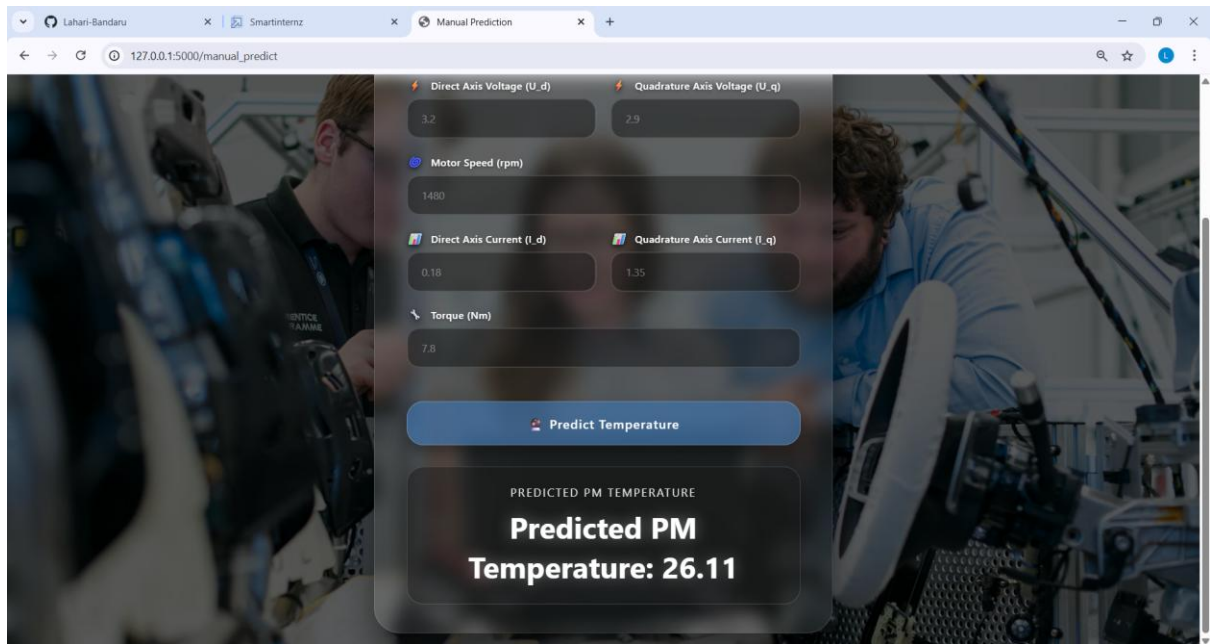 Lahari-Bandaru
Smartinternz
Manual Prediction
127.0.0.1:5000/manual_predict
L
Direct Axis Voltage (U_d)
Quadrature Axis Voltage (U_q)
3.2
2.9
Motor Speed (rpm)
1480
Direct Axis Current (I_d)
Quadrature Axis Current (I_q)
0.18
1.35
Torque (Nm)
7.8
Predict Temperature
PREDICTED PM TEMPERATURE
Predicted PM
Temperature: 26.11